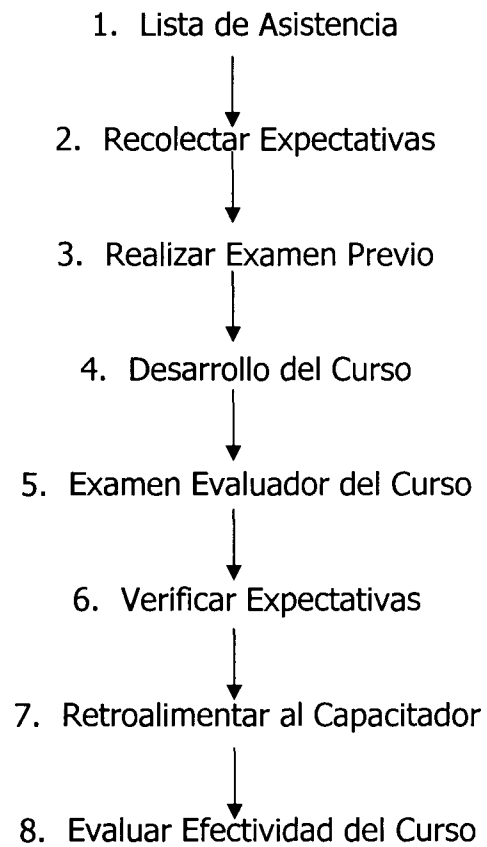 1. Lista de Asistencia
2. Recolectar Expectativas
3. Realizar Examen Previo
4. Desarrollo del Curso
5. Examen Evaluador del Curso
6. Verificar Expectativas
7. Retroalimentar al Capacitador
8. Evaluar Efectividad del Curso